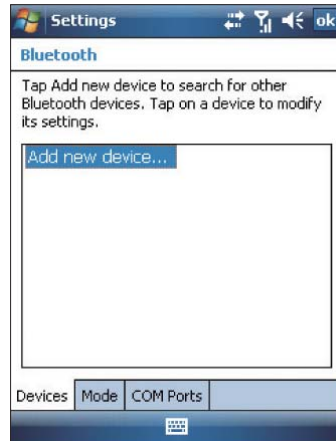 Settings
ok
Bluetooth
Tap Add new device to search for other
Bluetooth devices. Tap on a device to modify
its settings.
Add new device...
Devices
Mode
COM Ports